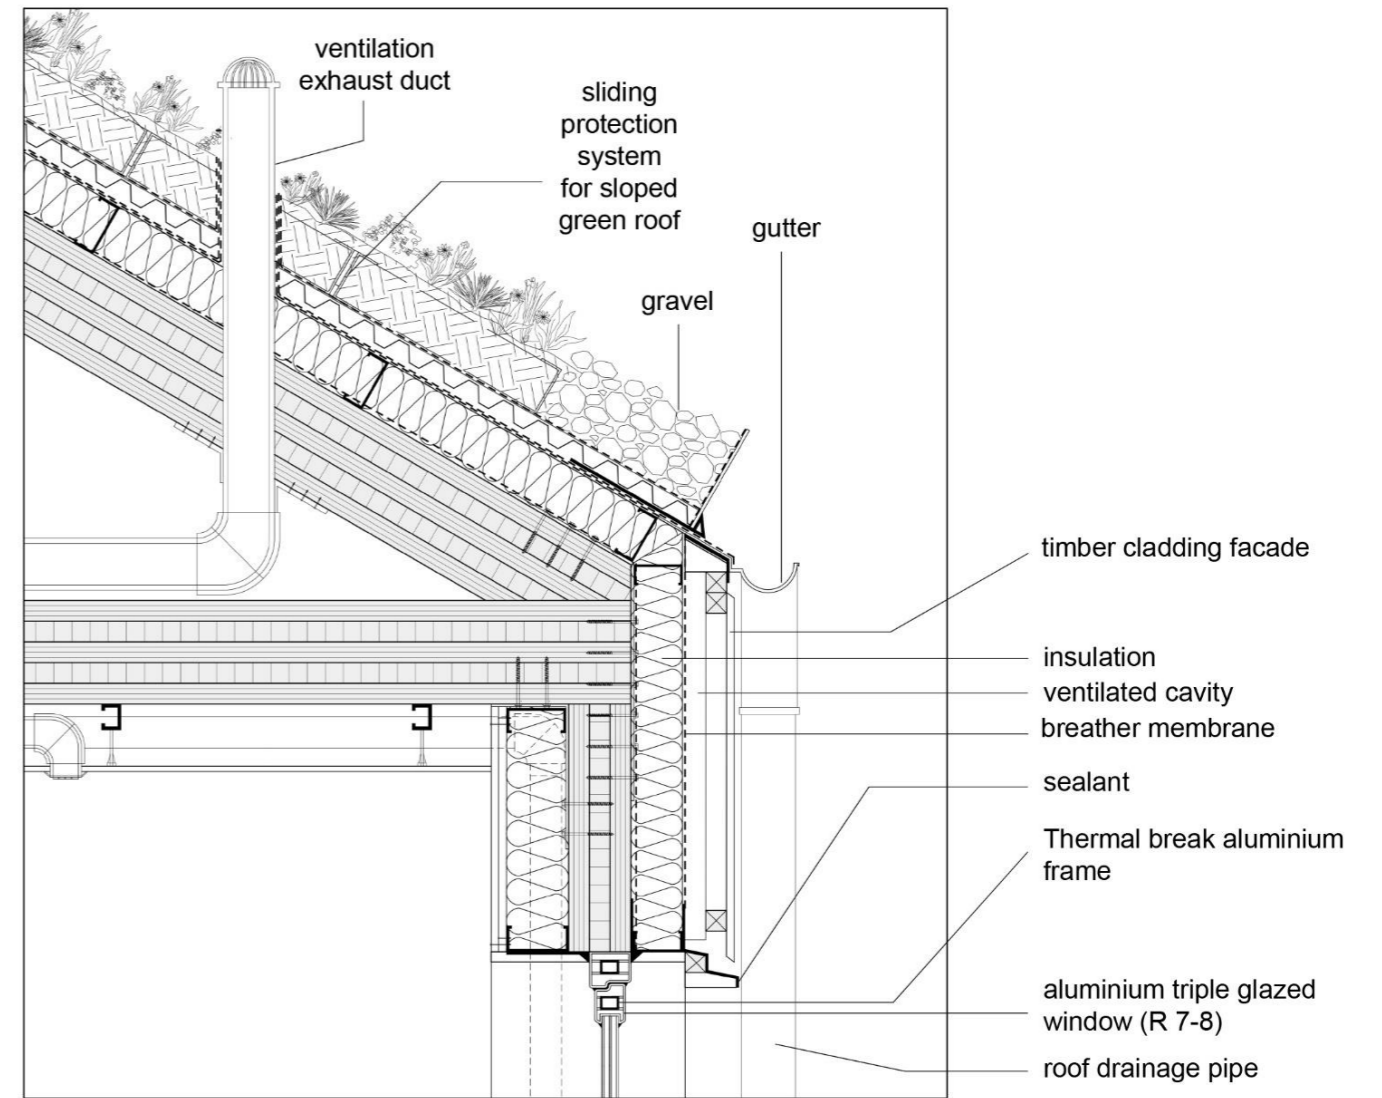 ventilation
exhaust duct
sliding
protection
system
for sloped
green roof
gutter
gravel
timber cladding facade
insulation
ventilated cavity
breather membrane
sealant
Thermal break aluminium
frame
aluminium triple glazed
window (R 7-8)
roof drainage pipe